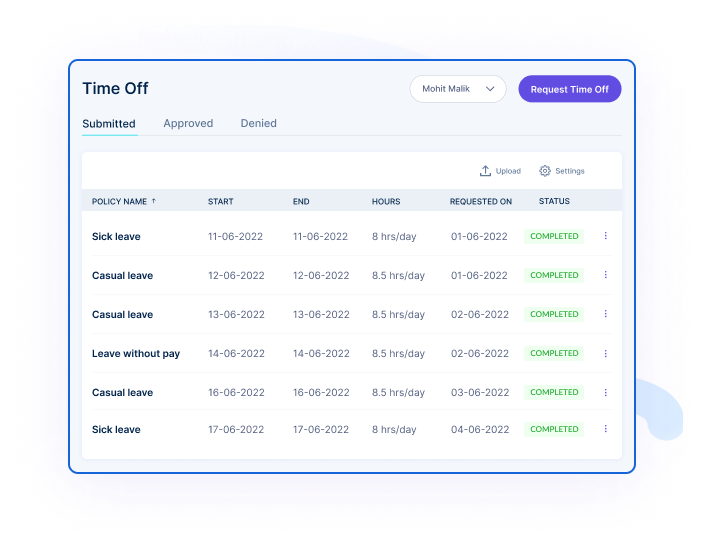 Time Off
Mohit Malik
Request Time Off
Submitted Approved Denied
Upload Settings
POLICY NAME ↑ START END HOURS REQUESTED ON STATUS
Sick leave 11-06-2022 11-06-2022 8 hrs/day 01-06-2022 COMPLETED
Casual leave 12-06-2022 12-06-2022 8.5 hrs/day 01-06-2022 COMPLETED
Casual leave 13-06-2022 13-06-2022 8.5 hrs/day 02-06-2022 COMPLETED
Leave without pay 14-06-2022 14-06-2022 8.5 hrs/day 02-06-2022 COMPLETED
Casual leave 16-06-2022 16-06-2022 8.5 hrs/day 03-06-2022 COMPLETED
Sick leave 17-06-2022 17-06-2022 8 hrs/day 04-06-2022 COMPLETED